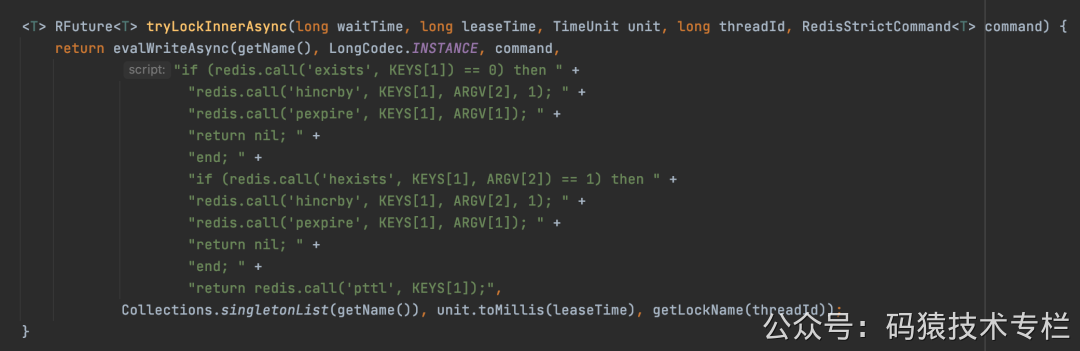 <T> RFuture<T> tryLockInnerAsync(long waitTime, long leaseTime, TimeUnit unit, long threadId, RedisStrictCommand<T> command) {
return evalWriteAsync(getName(), LongCodec.INSTANCE, command,
script: "if (redis.call('exists', KEYS[1]) == 0) then " +
"redis.call('hincrby', KEYS[1], ARGV[2], 1); " +
"redis.call('pexpire', KEYS[1], ARGV[1]); " +
"return nil; " +
"end; " +
"if (redis.call('hexists', KEYS[1], ARGV[2]) == 1) then " +
"redis.call('hincrby', KEYS[1], ARGV[2], 1); " +
"redis.call('pexpire', KEYS[1], ARGV[1]); " +
"return nil; " +
"end; " +
"return redis.call('pttl', KEYS[1]);",
Collections.singletonList(getName()), unit.toMillis(leaseTime), getLockName(threadId));
}
公众号：码猿技术专栏